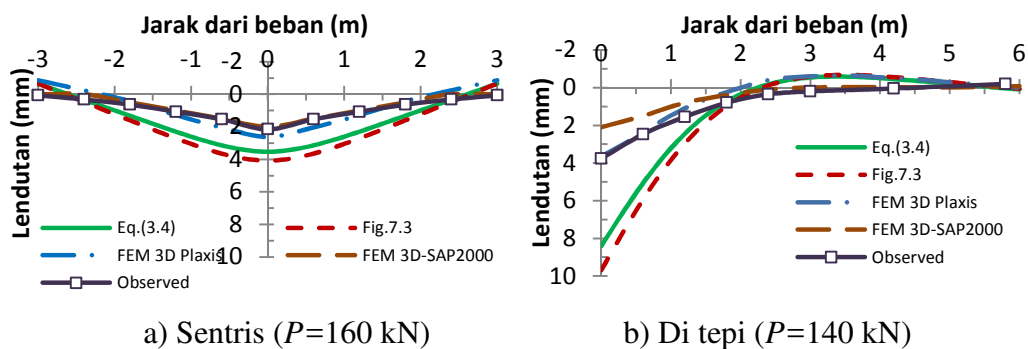 Jarak dari beban (m)
-3 -2 -1 0 1 2 3
-2
0
2
4
6
8
10
Lendutan (mm)
Eq.(3.4)
Fig.7.3
FEM 3D Plaxis
FEM 3D-SAP2000
Observed
a) Sentris (P=160 kN)
Jarak dari beban (m)
0 1 2 3 4 5 6
-2
0
2
4
6
8
10
Lendutan (mm)
Eq.(3.4)
Fig.7.3
FEM 3D Plaxis
FEM 3D-SAP2000
Observed
b) Di tepi (P=140 kN)